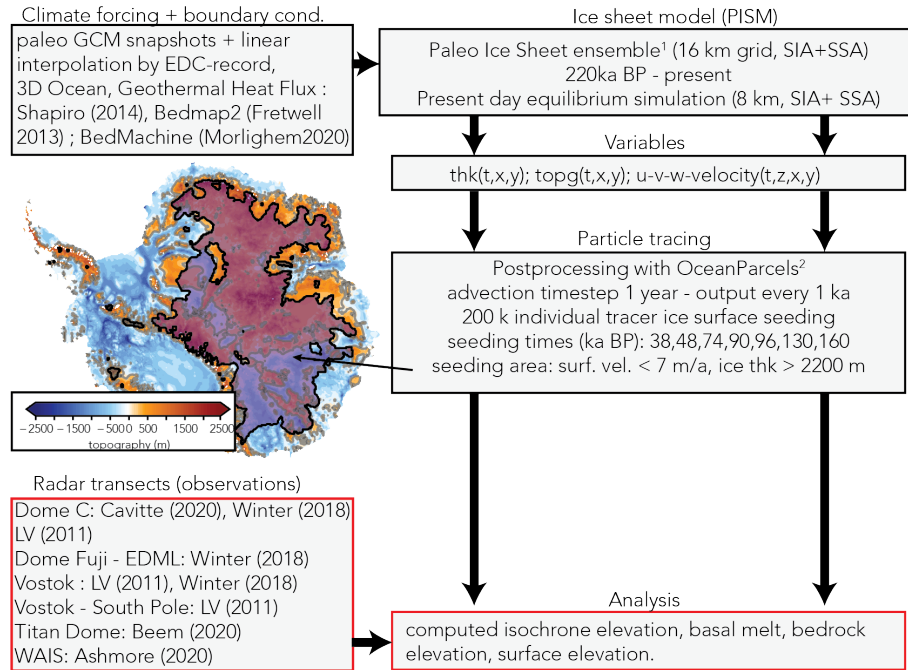 Climate forcing + boundary cond.
paleo GCM snapshots + linear
interpolation by EDC-record,
3D Ocean, Geothermal Heat Flux :
Shapiro (2014), Bedmap2 (Fretwell
2013) ; BedMachine (Morlighem2020)
Ice sheet model (PISM)
Paleo Ice Sheet ensemble¹ (16 km grid, SIA+SSA)
220ka BP - present
Present day equilibrium simulation (8 km, SIA+ SSA)
Variables
thk(t,x,y); topg(t,x,y); u-v-w-velocity(t,z,x,y)
Particle tracing
Postprocessing with OceanParcels²
advection timestep 1 year - output every 1 ka
200 k individual tracer ice surface seeding
seeding times (ka BP): 38,48,74,90,96,130,160
seeding area: surf. vel. < 7 m/a, ice thk > 2200 m
−2500 −1500 −500 500 1500 2500
topography (m)
Radar transects (observations)
Dome C: Cavitte (2020), Winter (2018)
LV (2011)
Dome Fuji - EDML: Winter (2018)
Vostok : LV (2011), Winter (2018)
Vostok - South Pole: LV (2011)
Titan Dome: Beem (2020)
WAIS: Ashmore (2020)
Analysis
computed isochrone elevation, basal melt, bedrock
elevation, surface elevation.